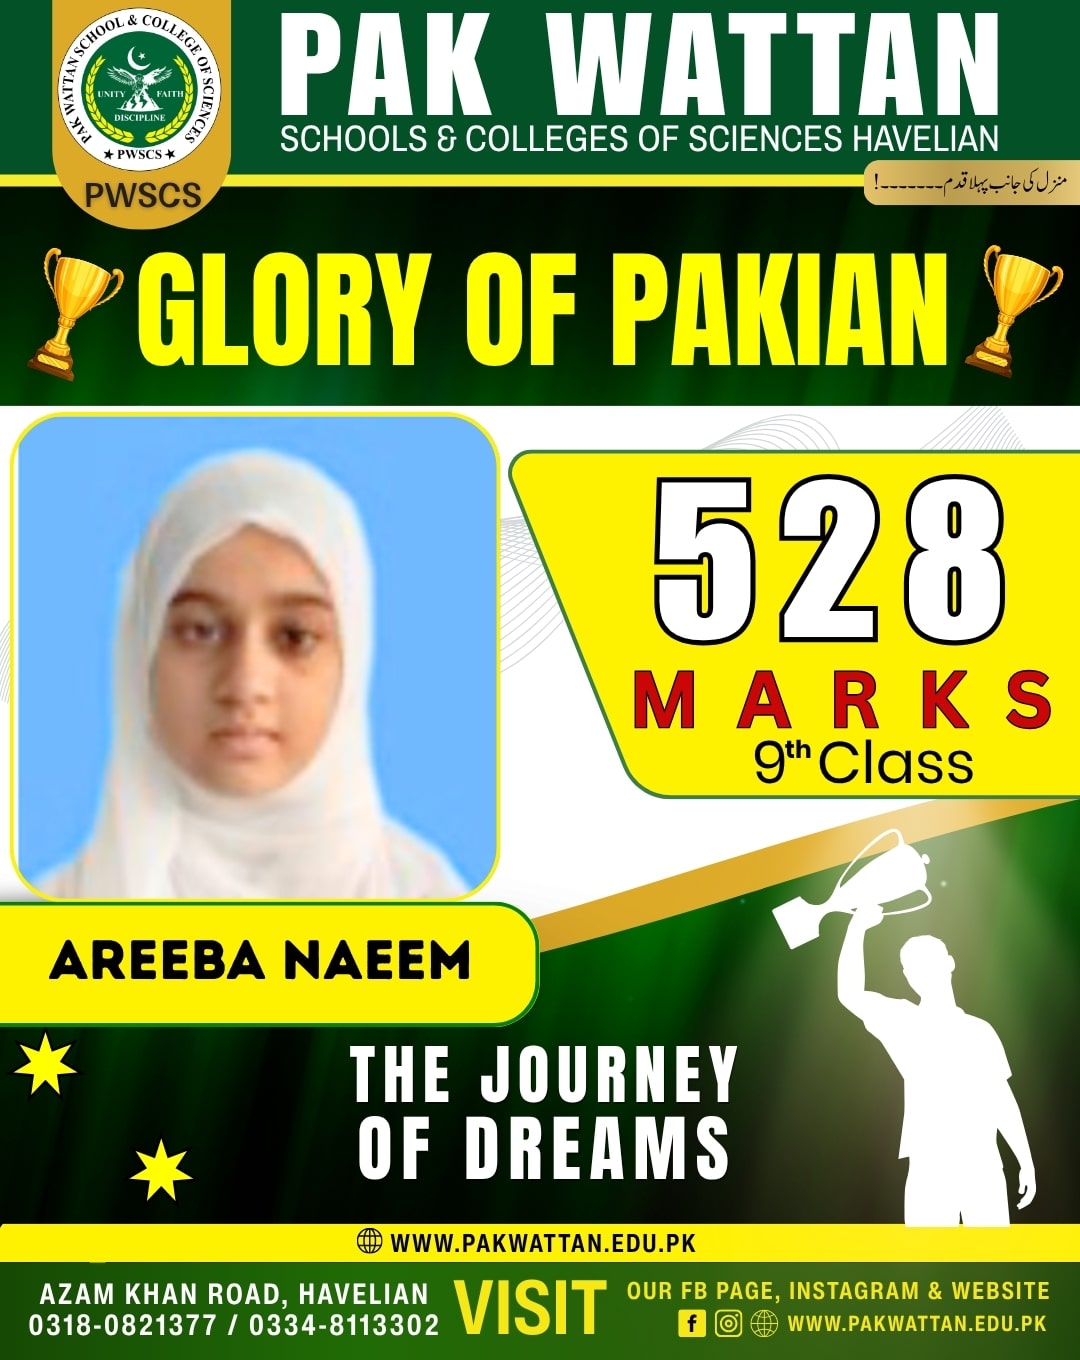 PAK WATTAN SCHOOL & COLLEGE OF SCIENCES
UNITY FAITH
DISCIPLINE
★ PWSCS ★
PWSCS
PAK WATTAN
SCHOOLS & COLLEGES OF SCIENCES HAVELIAN
منزل کی جانب پہلا قدم-------!
GLORY OF PAKIAN
528
MARKS
9th Class
AREEBA NAEEM
THE JOURNEY
OF DREAMS
WWW.PAKWATTAN.EDU.PK
AZAM KHAN ROAD, HAVELIAN
0318-0821377 / 0334-8113302
VISIT
OUR FB PAGE, INSTAGRAM & WEBSITE
WWW.PAKWATTAN.EDU.PK